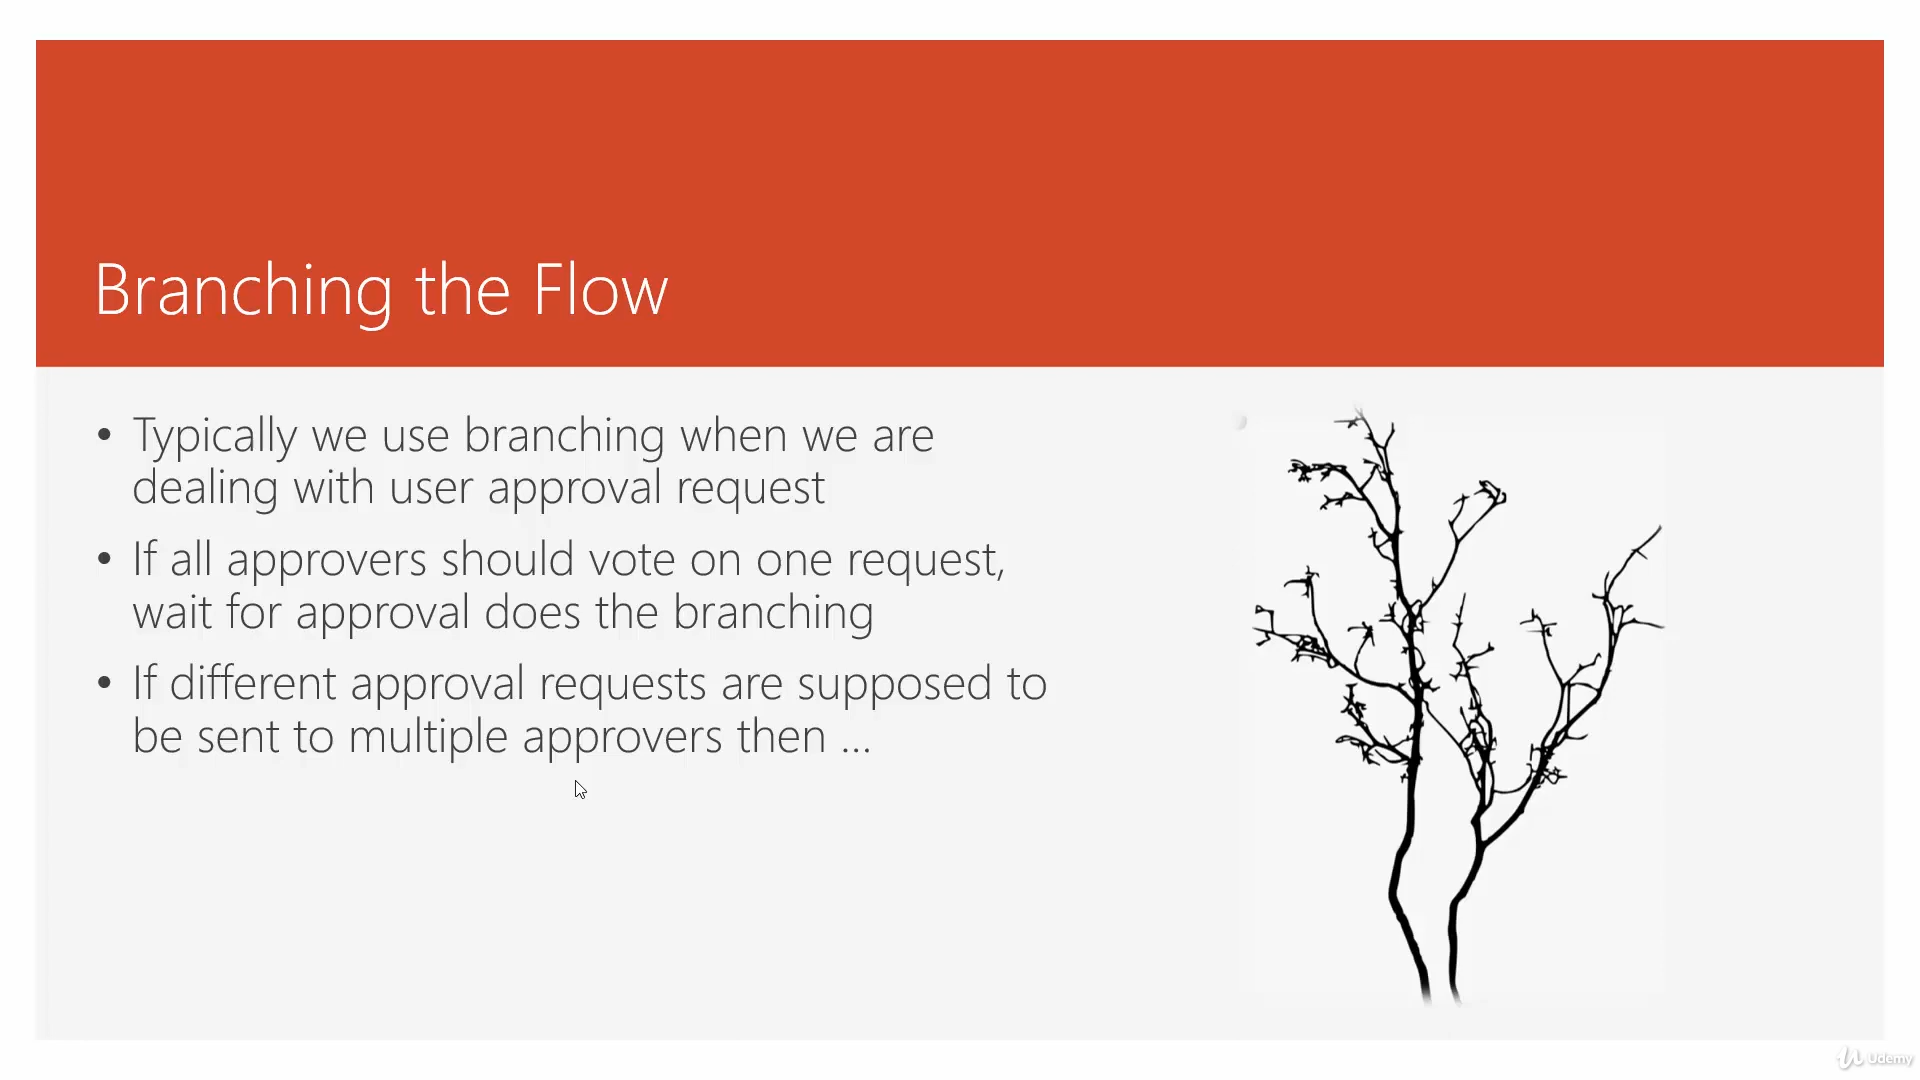 Branching the Flow
• Typically we use branching when we are
dealing with user approval request
• If all approvers should vote on one request,
wait for approval does the branching
• If different approval requests are supposed to
be sent to multiple approvers then ...
Udemy